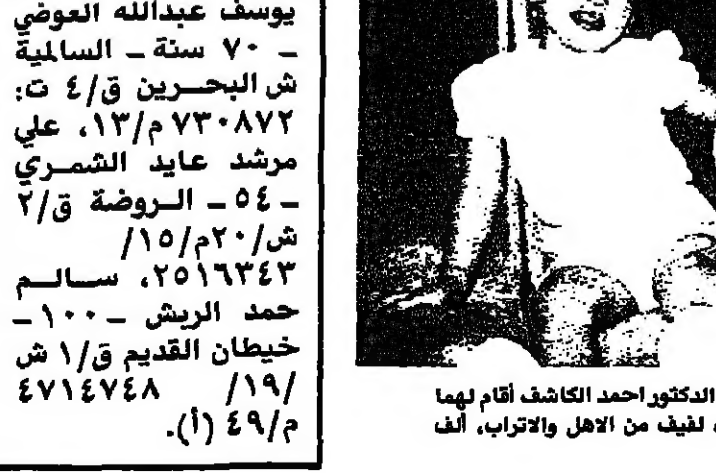 يوسف عبدالله العوضي
ـ ٧٠ سنة ـ السالمية
ش البحرين ق/٤ ت:
٧٣٠٨٧٢ م/١٣، علي
مرشد عايد الشمري
ـ ٥٤ ـ الروضة ق/٢
ش/٢٠م/١٥/
٢٥١٦٣٤٣، سالم
حمد الريش ـ ١٠٠ ـ
خيطان القديم ق/١ ش
/١٩/ ٤٧١٤٧٤٨
م/٤٩ (أ).
الدكتور احمد الكاشف أقام لهما
لفيف من الاهل والاتراب، ألف